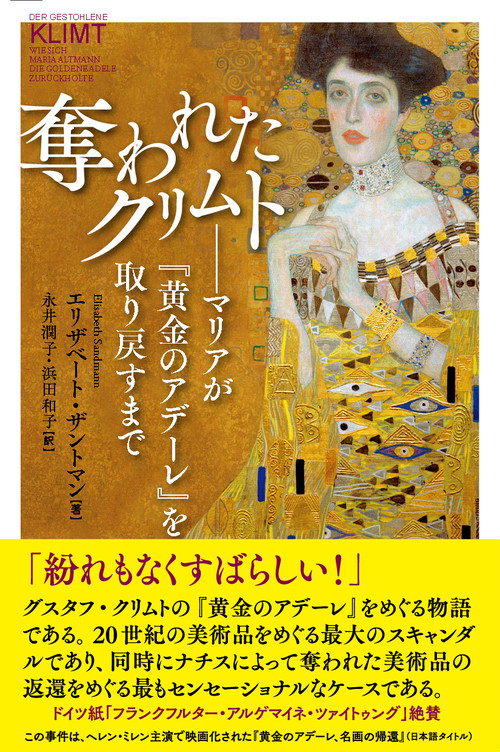 DER GESTOHLENE
KLIMT
WIE SICH
MARIA ALTMANN
DIE GOLDENE ADELE
ZURÜCKHOLTE
奪われた
クリムト
――マリアが
『黄金のアデーレ』を
取り戻すまで
Elisabeth Sandmann
エリザベート・ザントマン[著]
永井潤子・浜田和子[訳]
「紛れもなくすばらしい!」
グスタフ・クリムトの『黄金のアデーレ』をめぐる物語
である。20世紀の美術品をめぐる最大のスキャンダ
ルであり、同時にナチスによって奪われた美術品の
返還をめぐる最もセンセーショナルなケースである。
ドイツ紙「フランクフルター・アルゲマイネ・ツァイトゥング」絶賛
この事件は、ヘレン・ミレン主演で映画化された『黄金のアデーレ、名画の帰還』(日本語タイトル)